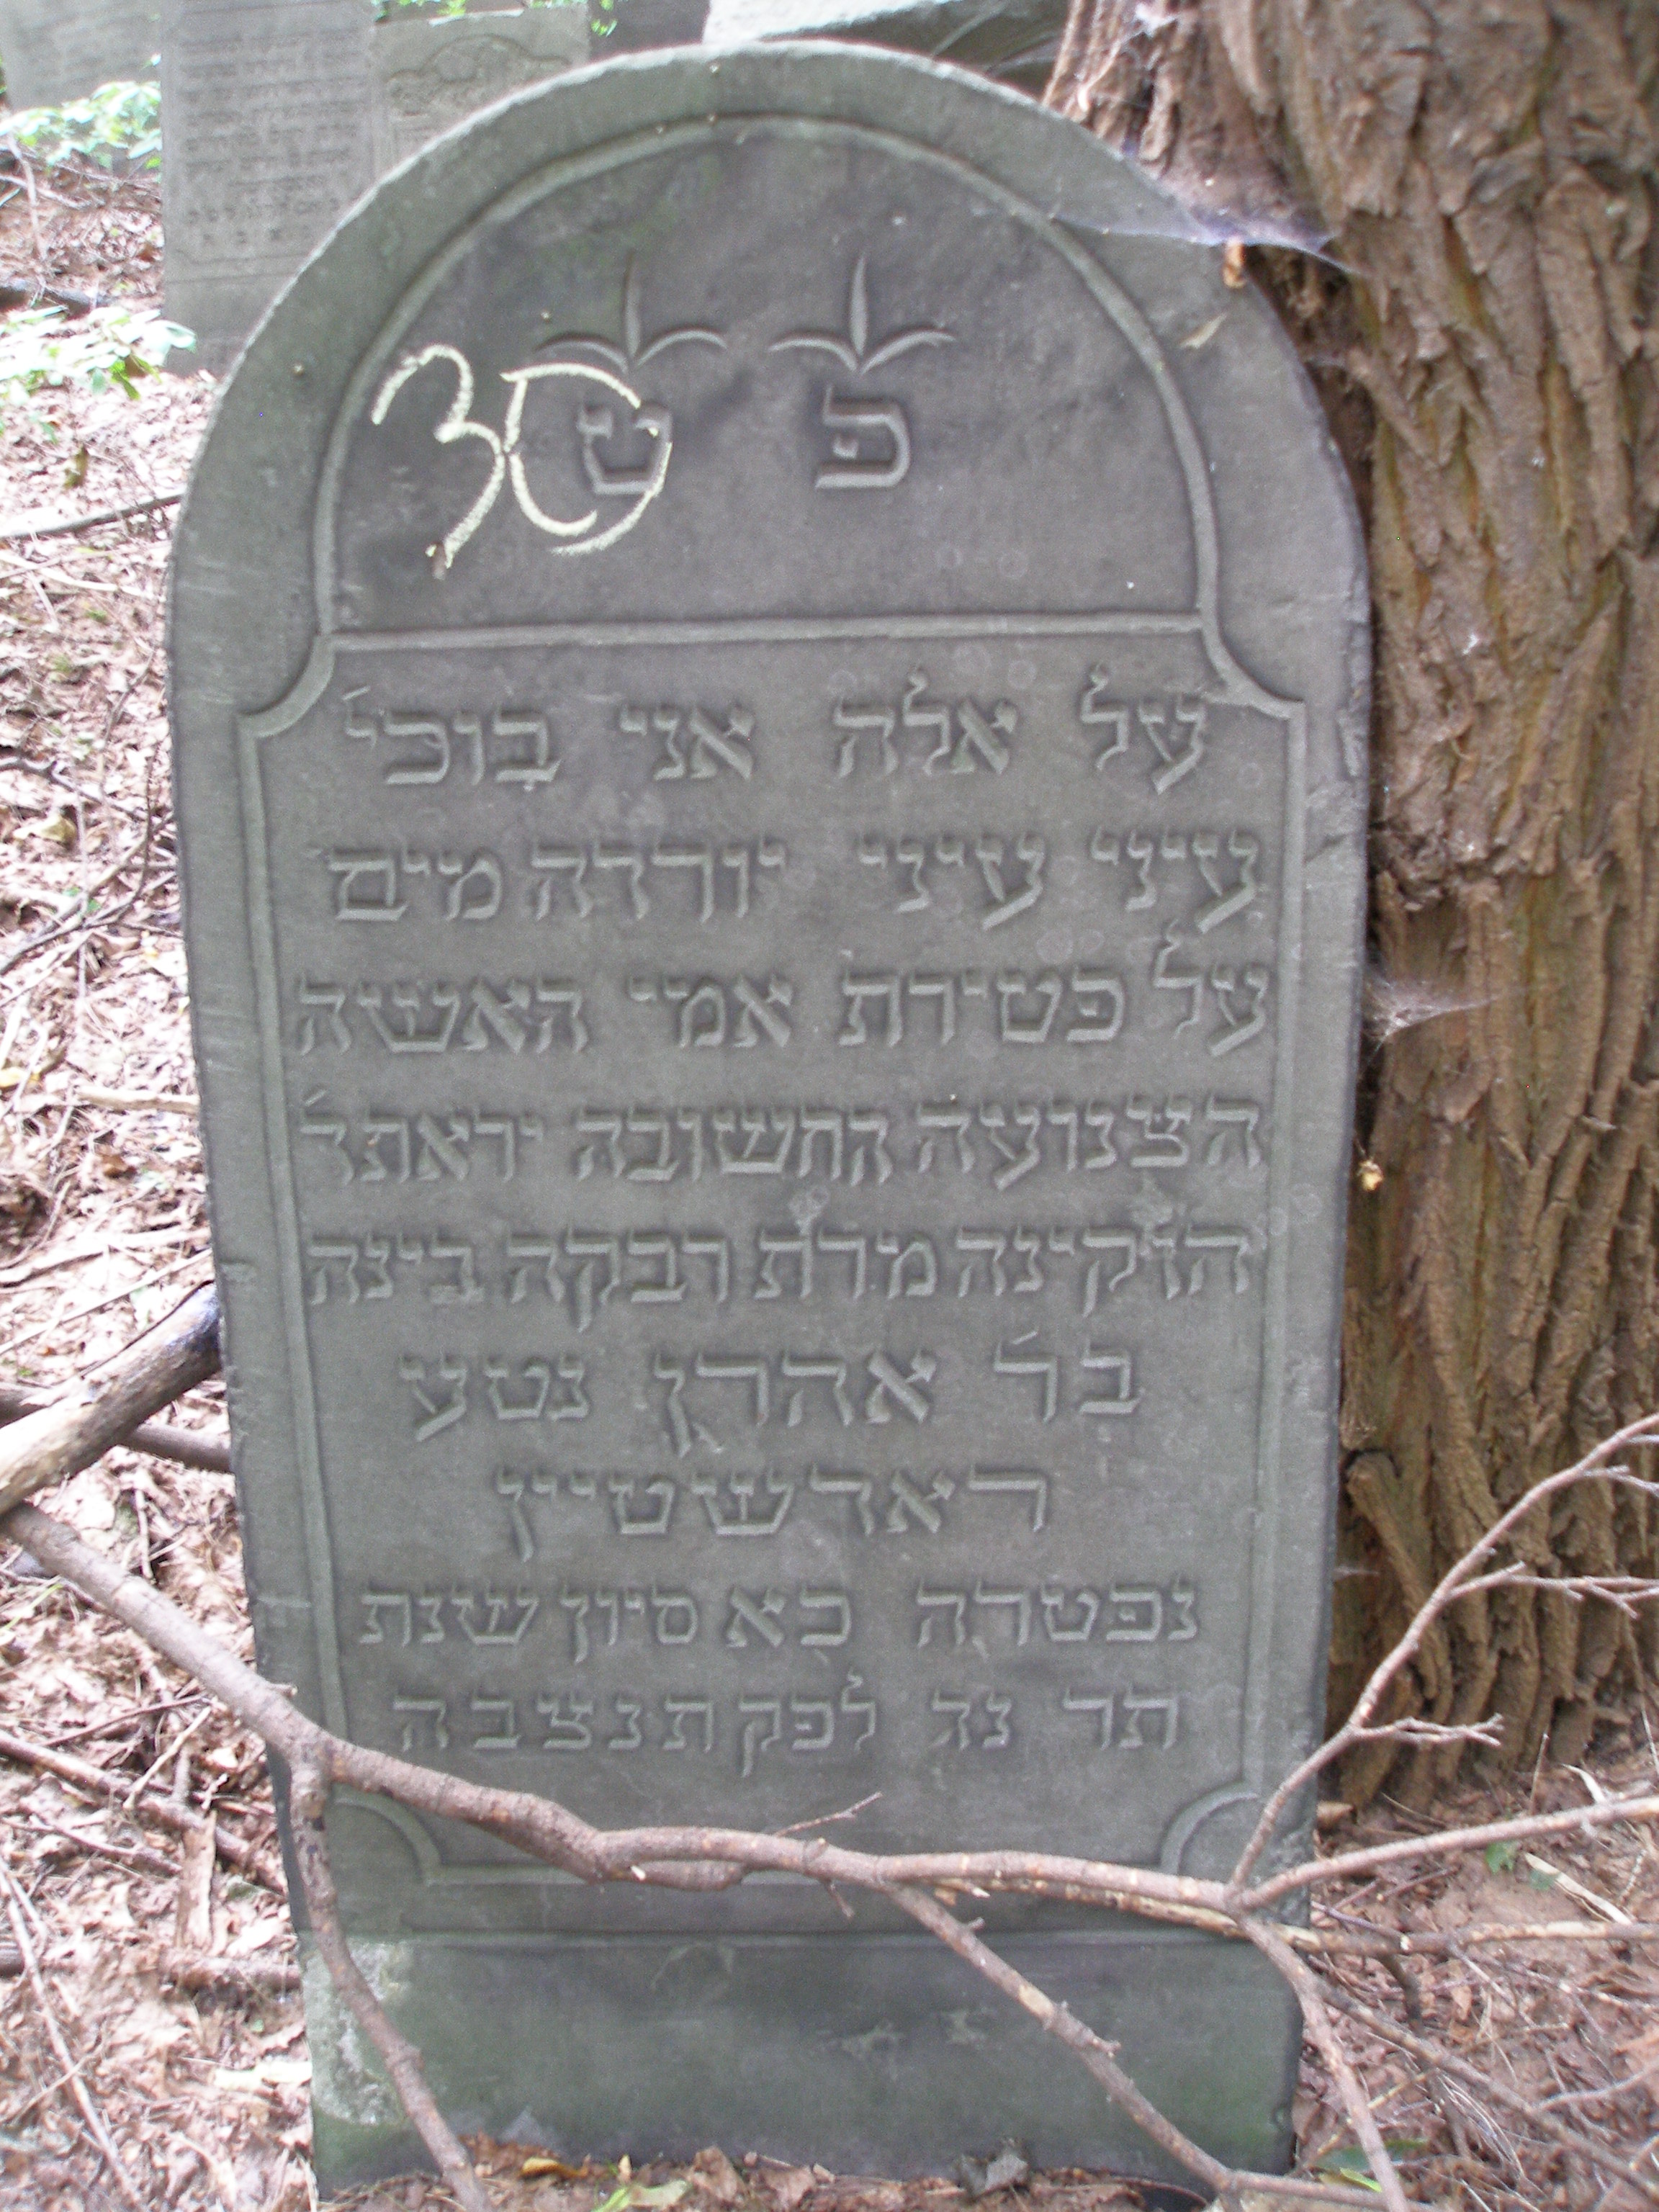 30
פ ט
על אלה אני בוכי'
עיני עיני יורדה מים
על פטירת אמי האשה
הצנועה החשובה יראת ד'
הזקינה מרת רבקה בינה
בר' אהרן נטע
ראדשטיין
נפטרה כא סיון שנת
תר נג לפק תנצבה